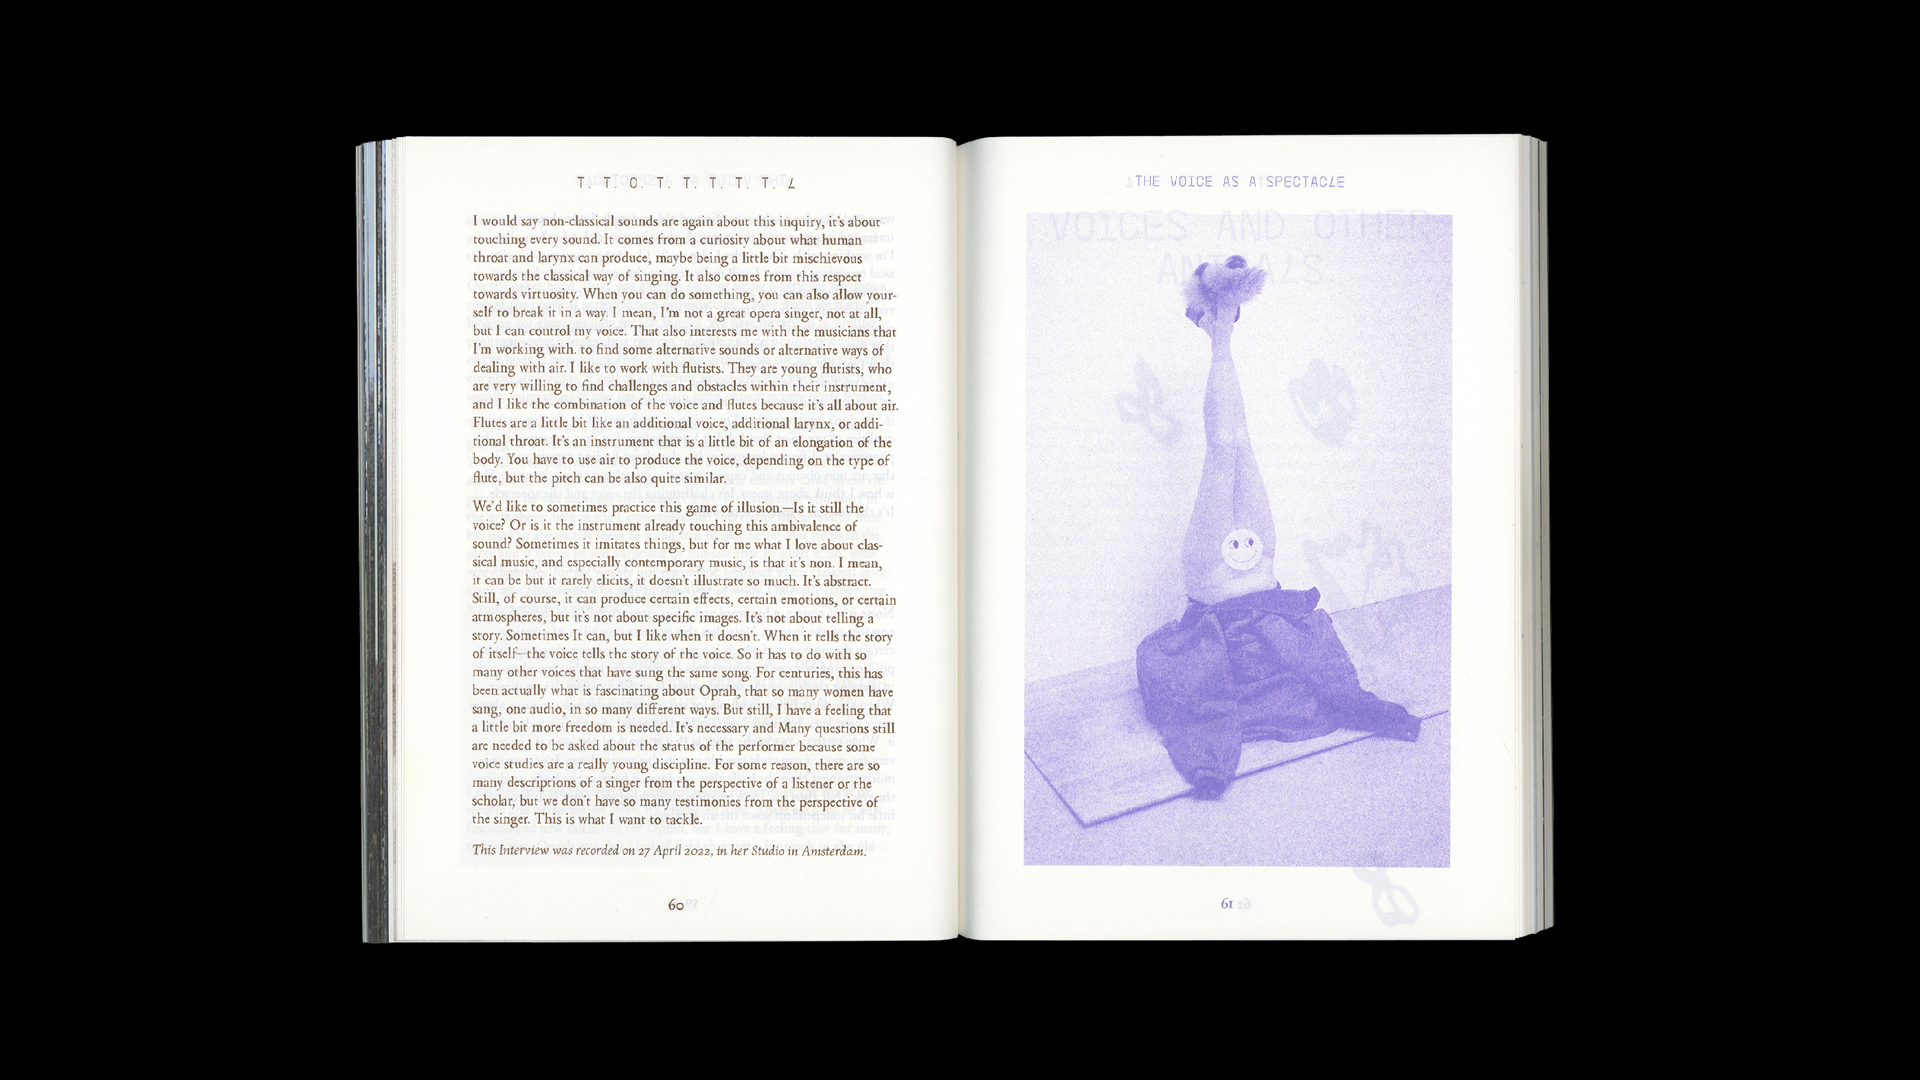 T. T. O. T. T. T. T. T. L
I would say non-classical sounds are again about this inquiry, it's about
touching every sound. It comes from a curiosity about what human
throat and larynx can produce, maybe being a little bit mischievous
towards the classical way of singing. It also comes from this respect
towards virtuosity. When you can do something, you can also allow your-
self to break it in a way. I mean, I'm not a great opera singer, not at all,
but I can control my voice. That also interests me with the musicians that
I'm working with. to find some alternative sounds or alternative ways of
dealing with air. I like to work with flutists. They are young flutists, who
are very willing to find challenges and obstacles within their instrument,
and I like the combination of the voice and flutes because it's all about air.
Flutes are a little bit like an additional voice, additional larynx, or addi-
tional throat. It's an instrument that is a little bit of an elongation of the
body. You have to use air to produce the voice, depending on the type of
flute, but the pitch can be also quite similar.
We'd like to sometimes practice this game of illusion.—Is it still the
voice? Or is it the instrument already touching this ambivalence of
sound? Sometimes it imitates things, but for me what I love about clas-
sical music, and especially contemporary music, is that it's non. I mean,
it can be but it rarely elicits, it doesn't illustrate so much. It's abstract.
Still, of course, it can produce certain effects, certain emotions, or certain
atmospheres, but it's not about specific images. It's not about telling a
story. Sometimes It can, but I like when it doesn't. When it tells the story
of itself—the voice tells the story of the voice. So it has to do with so
many other voices that have sung the same song. For centuries, this has
been actually what is fascinating about Oprah, that so many women have
sang, one audio, in so many different ways. But still, I have a feeling that
a little bit more freedom is needed. It's necessary and Many questions still
are needed to be asked about the status of the performer because some
voice studies are a really young discipline. For some reason, there are so
many descriptions of a singer from the perspective of a listener or the
scholar, but we don't have so many testimonies from the perspective of
the singer. This is what I want to tackle.
This Interview was recorded on 27 April 2022, in her Studio in Amsterdam.
60
THE VOICE AS A SPECTACLE
VOICES AND OTHER
61